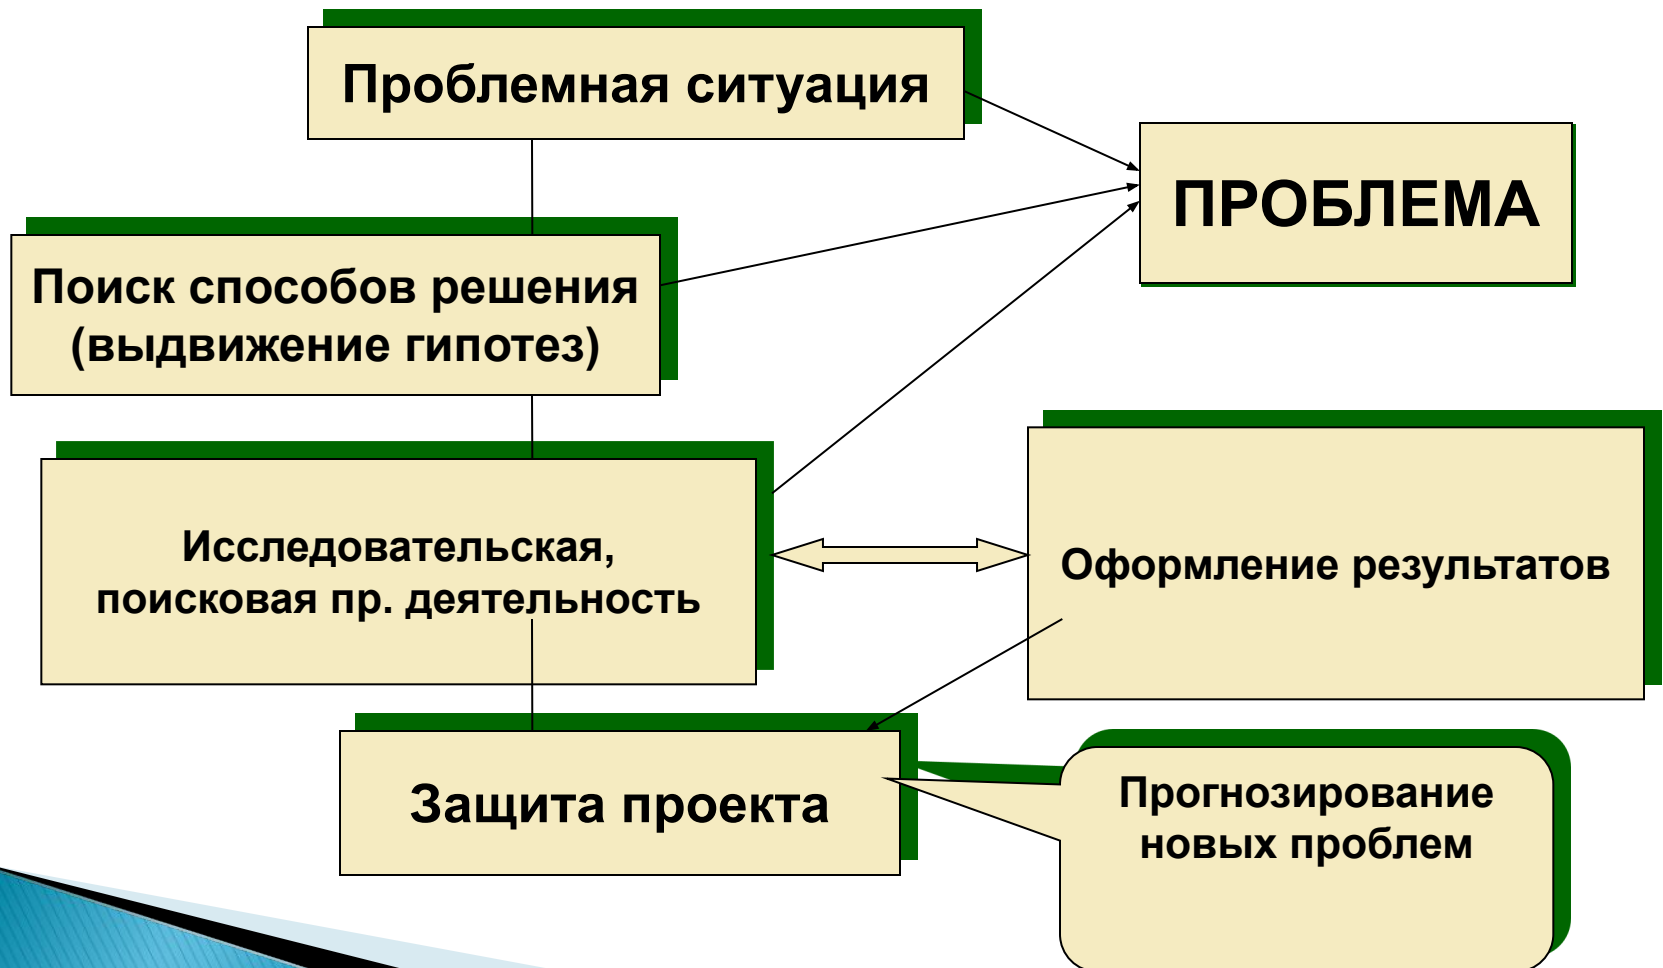 Проблемная ситуация
ПРОБЛЕМА
Поиск способов решения
(выдвижение гипотез)
Исследовательская,
поисковая пр. деятельность
Оформление результатов
Защита проекта
Прогнозирование
новых проблем